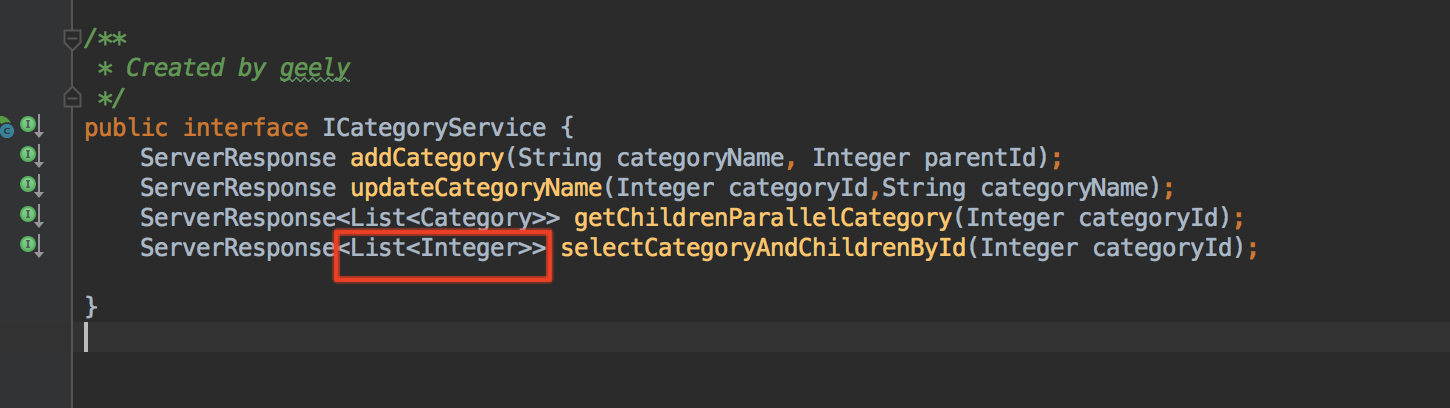 /**
 * Created by geely
 */
public interface ICategoryService {
    ServerResponse addCategory(String categoryName, Integer parentId);
    ServerResponse updateCategoryName(Integer categoryId,String categoryName);
    ServerResponse<List<Category>> getChildrenParallelCategory(Integer categoryId);
    ServerResponse<List<Integer>> selectCategoryAndChildrenById(Integer categoryId);
}